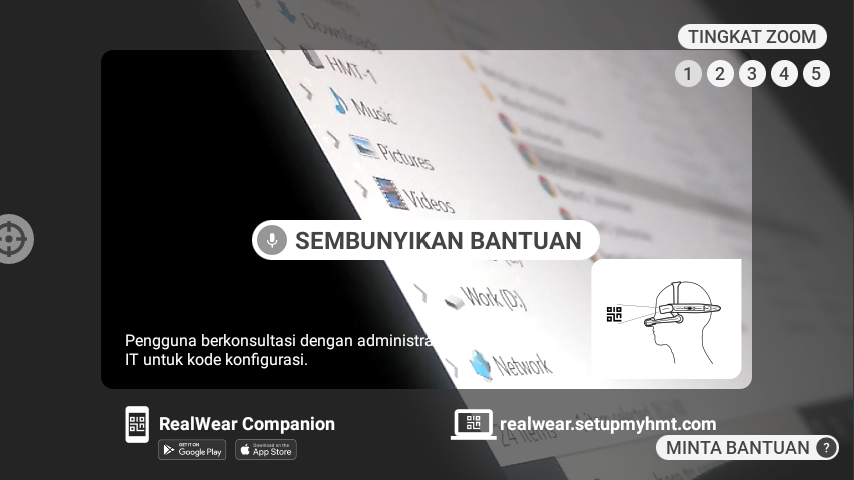 TINGKAT ZOOM
1 2 3 4 5
Downloads
HMT-1
Music
Pictures
Videos
SEMBUNYIKAN BANTUAN
Work (D:)
Network
Pengguna berkonsultasi dengan administra
IT untuk kode konfigurasi.
RealWear Companion
GET IT ON
Google Play
Download on the
App Store
realwear.setupmyhmt.com
MINTA BANTUAN ?